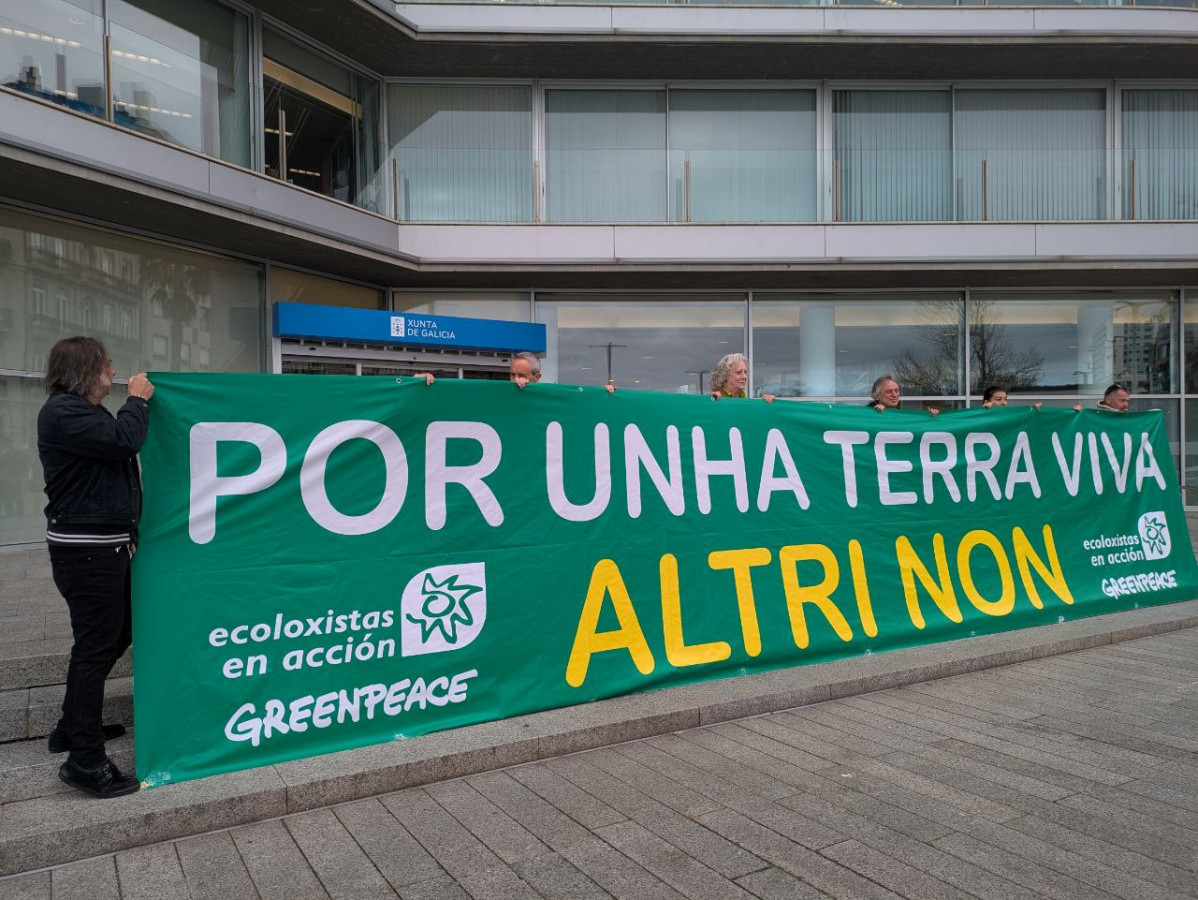 XUNTA
DE GALICIA
POR UNHA TERRA VIVA
ALTRI NON
ecoloxistas
en acción
GREENPEACE
ecoloxistas
en acción
GREENPEACE